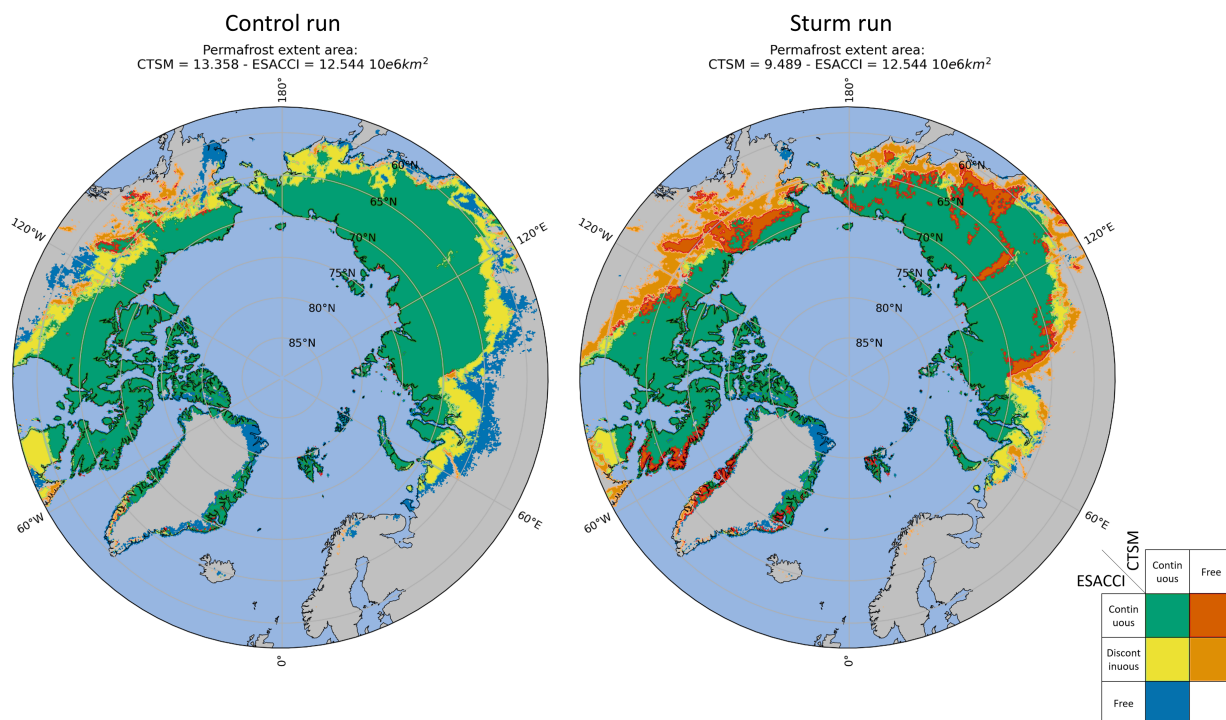 Control run
Permafrost extent area:
CTSM = 13.358 - ESACCI = 12.544 10e6km²
180°
60°N
65°N
70°N
75°N
80°N
85°N
120°W
120°E
60°W
60°E
0°
Sturm run
Permafrost extent area:
CTSM = 9.489 - ESACCI = 12.544 10e6km²
180°
60°N
65°N
70°N
75°N
80°N
85°N
120°W
120°E
60°W
60°E
0°
CTSM
ESACCI
Contin
uous
Free
Contin
uous
Discont
inuous
Free